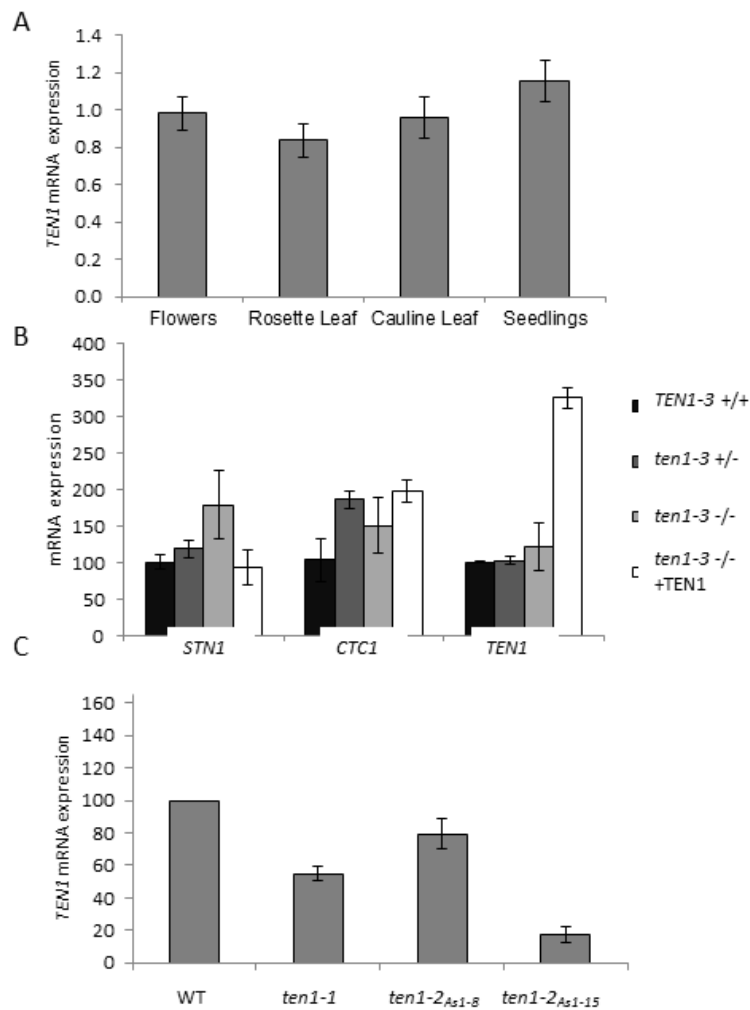 A
TEN1 mRNA expression
1.4
1.2
1.0
0.8
0.6
0.4
0.2
0.0
Flowers Rosette Leaf Cauline Leaf Seedlings
B
mRNA expression
400
350
300
250
200
150
100
50
0
STN1 CTC1 TEN1
TEN1-3 +/+
ten1-3 +/-
ten1-3 -/-
ten1-3 -/-
+TEN1
C
TEN1 mRNA expression
160
140
120
100
80
60
40
20
0
WT ten1-1 ten1-2As1-8 ten1-2As1-15